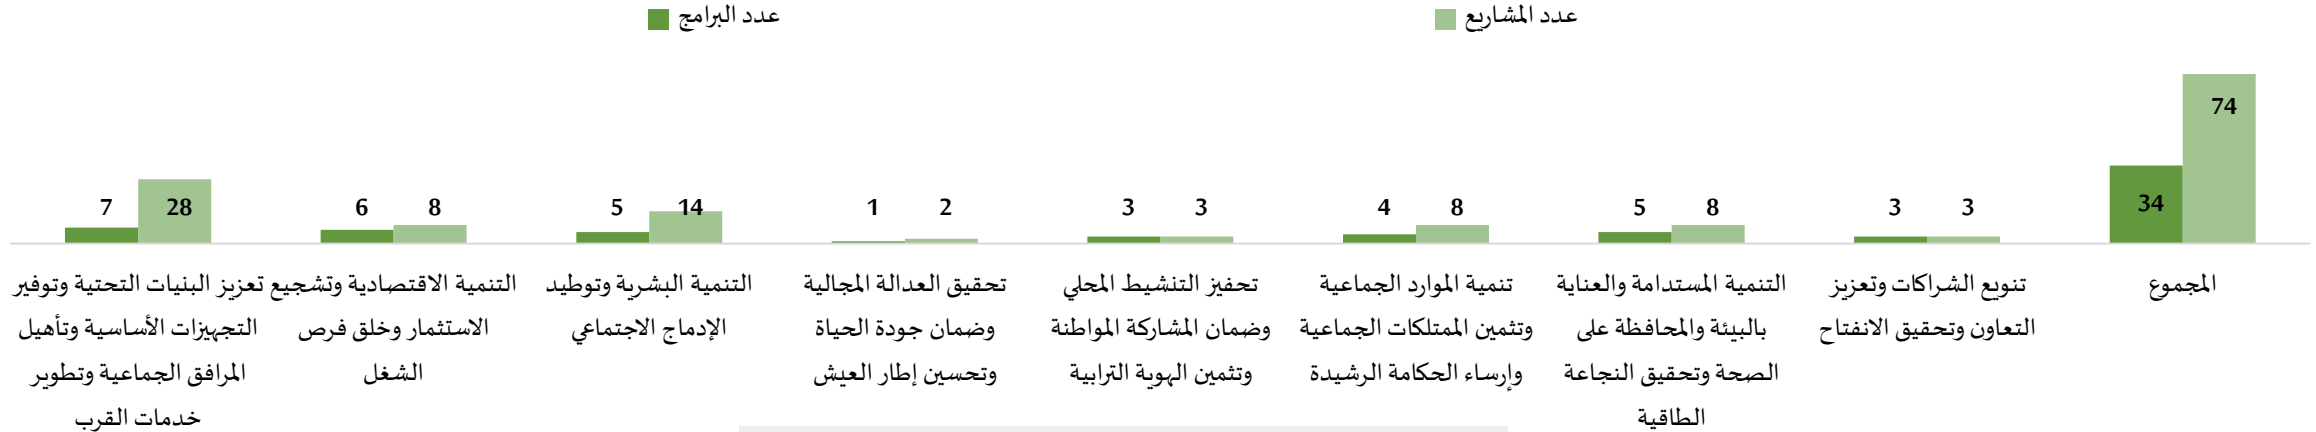 عدد البرامج
عدد المشاريع
7
28
6
8
5
14
1
2
3
3
4
8
5
8
3
3
34
74
تعزيز البنيات التحتية وتوفير
التجهيزات الأساسية وتأهيل
المرافق الجماعية وتطوير
خدمات القرب
التنمية الاقتصادية وتشجيع
الاستثمار وخلق فرص
الشغل
التنمية البشرية وتوطيد
الإدماج الاجتماعي
تحقيق العدالة المجالية
وضمان جودة الحياة
وتحسين إطار العيش
تحفيز التنشيط المحلي
وضمان المشاركة المواطنة
وتثمين الهوية الترابية
تنمية الموارد الجماعية
وتثمين الممتلكات الجماعية
وإرساء الحكامة الرشيدة
التنمية المستدامة والعناية
بالبيئة والمحافظة على
الصحة وتحقيق النجاعة
الطاقية
تنويع الشراكات وتعزيز
التعاون وتحقيق الانفتاح
المجموع